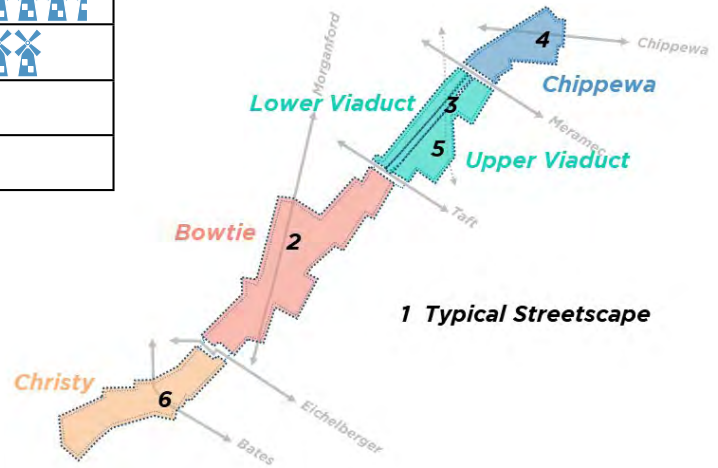 4
Chippewa
Morganford
Chippewa
Lower Viaduct
3
Meramec
5
Upper Viaduct
Taft
Bowtie
2
1 Typical Streetscape
Christy
6
Eichelberger
Bates